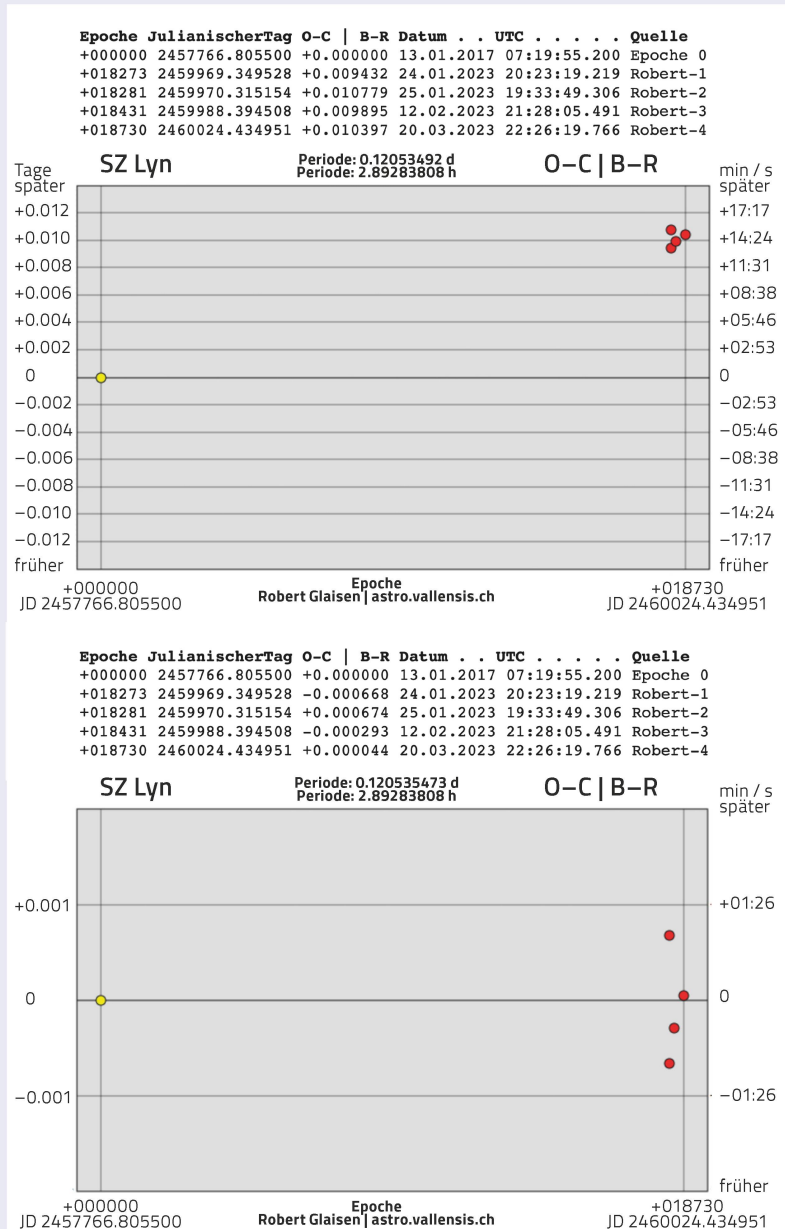 Epoche JulianischerTag O-C | B-R Datum . . UTC . . . . . Quelle
+000000 2457766.805500 +0.000000 13.01.2017 07:19:55.200 Epoche 0
+018273 2459969.349528 +0.009432 24.01.2023 20:23:19.219 Robert-1
+018281 2459970.315154 +0.010779 25.01.2023 19:33:49.306 Robert-2
+018431 2459988.394508 +0.009895 12.02.2023 21:28:05.491 Robert-3
+018730 2460024.434951 +0.010397 20.03.2023 22:26:19.766 Robert-4
Tage
später
SZ Lyn
Periode: 0.12053492 d
Periode: 2.89283808 h
O–C | B–R
min / s
später
+0.012 +17:17
+0.010 +14:24
+0.008 +11:31
+0.006 +08:38
+0.004 +05:46
+0.002 +02:53
0 0
−0.002 −02:53
−0.004 −05:46
−0.006 −08:38
−0.008 −11:31
−0.010 −14:24
−0.012 −17:17
früher früher
+000000 Epoche +018730
JD 2457766.805500 Robert Glaisen | astro.vallensis.ch JD 2460024.434951
Epoche JulianischerTag O-C | B-R Datum . . UTC . . . . . Quelle
+000000 2457766.805500 +0.000000 13.01.2017 07:19:55.200 Epoche 0
+018273 2459969.349528 -0.000668 24.01.2023 20:23:19.219 Robert-1
+018281 2459970.315154 +0.000674 25.01.2023 19:33:49.306 Robert-2
+018431 2459988.394508 -0.000293 12.02.2023 21:28:05.491 Robert-3
+018730 2460024.434951 +0.000044 20.03.2023 22:26:19.766 Robert-4
SZ Lyn
Periode: 0.120535473 d
Periode: 2.89283808 h
O–C | B–R
min / s
später
+0.001 +01:26
0 0
−0.001 −01:26
früher
+000000 Epoche +018730
JD 2457766.805500 Robert Glaisen | astro.vallensis.ch JD 2460024.434951